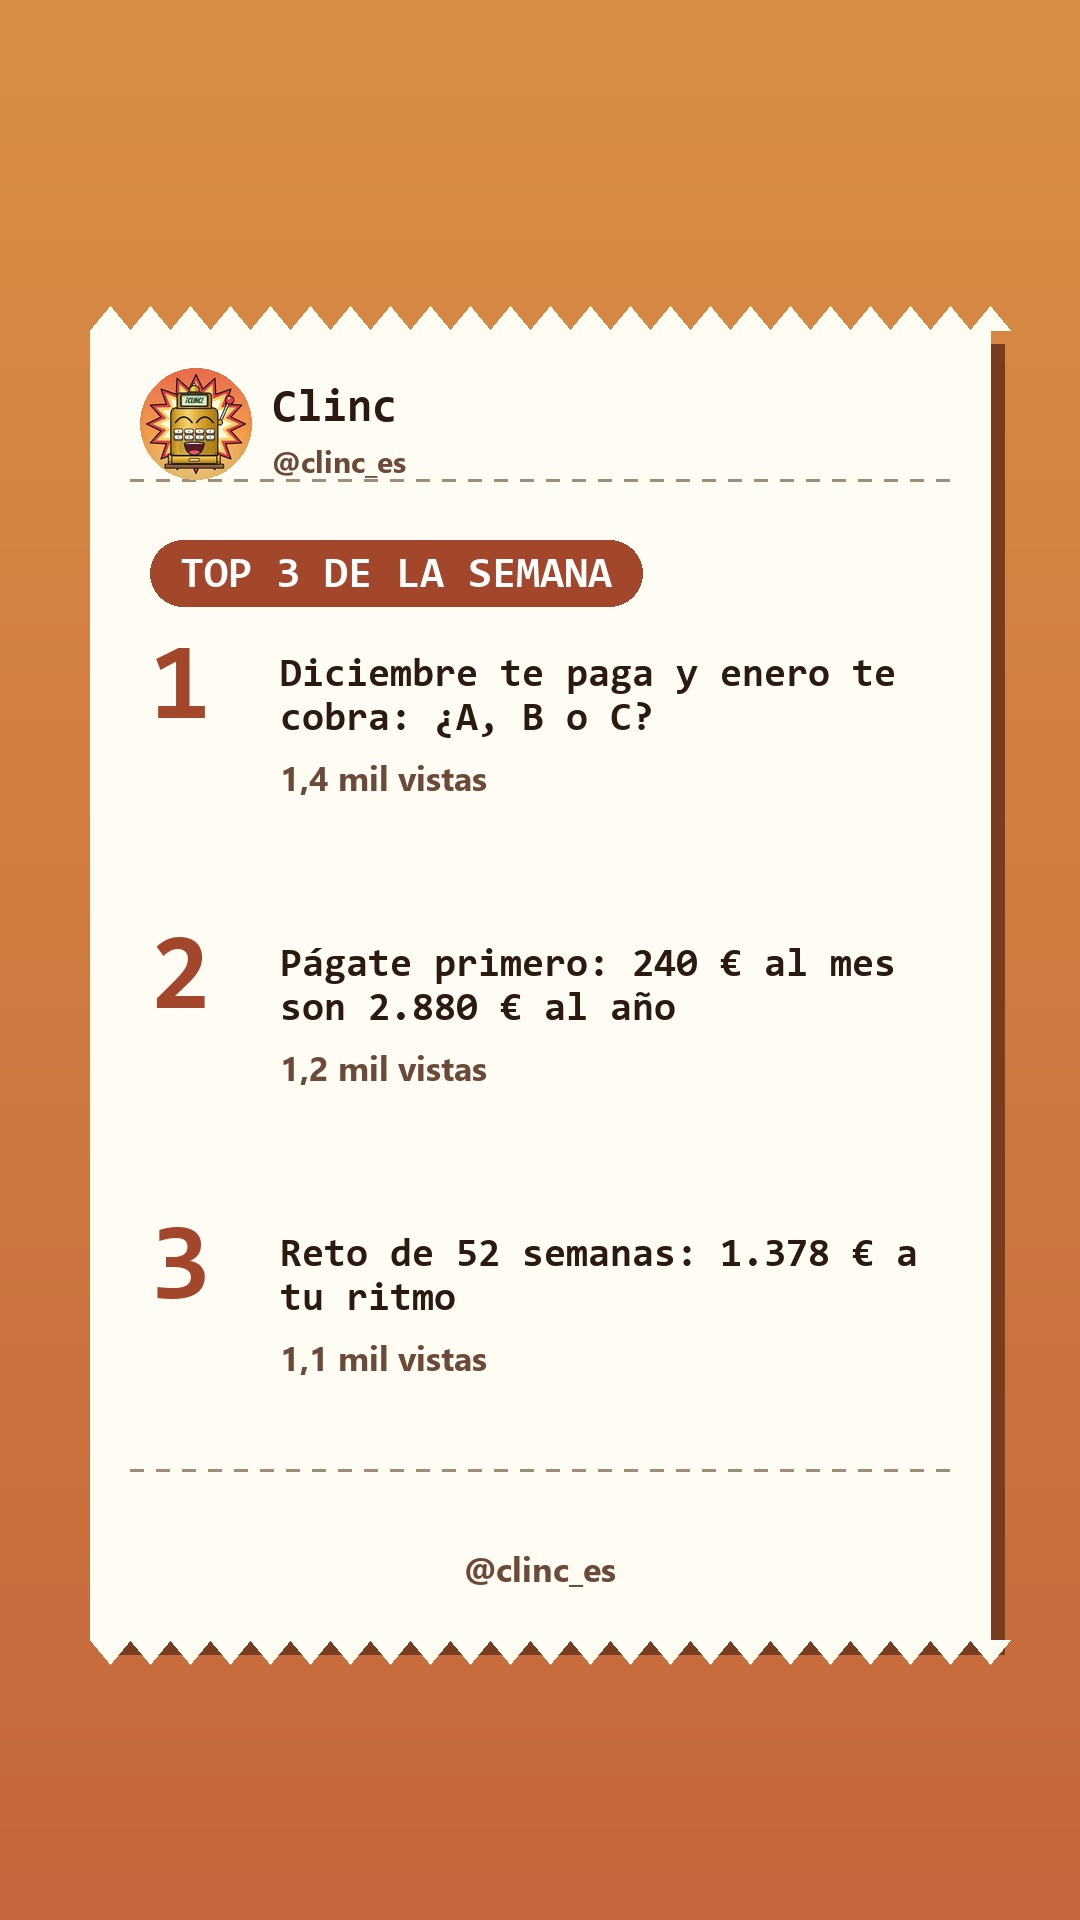 ¡CLINC!
Clinc
@clinc_es
TOP 3 DE LA SEMANA
1
Diciembre te paga y enero te
cobra: ¿A, B o C?
1,4 mil vistas
2
Págate primero: 240 € al mes
son 2.880 € al año
1,2 mil vistas
3
Reto de 52 semanas: 1.378 € a
tu ritmo
1,1 mil vistas
@clinc_es